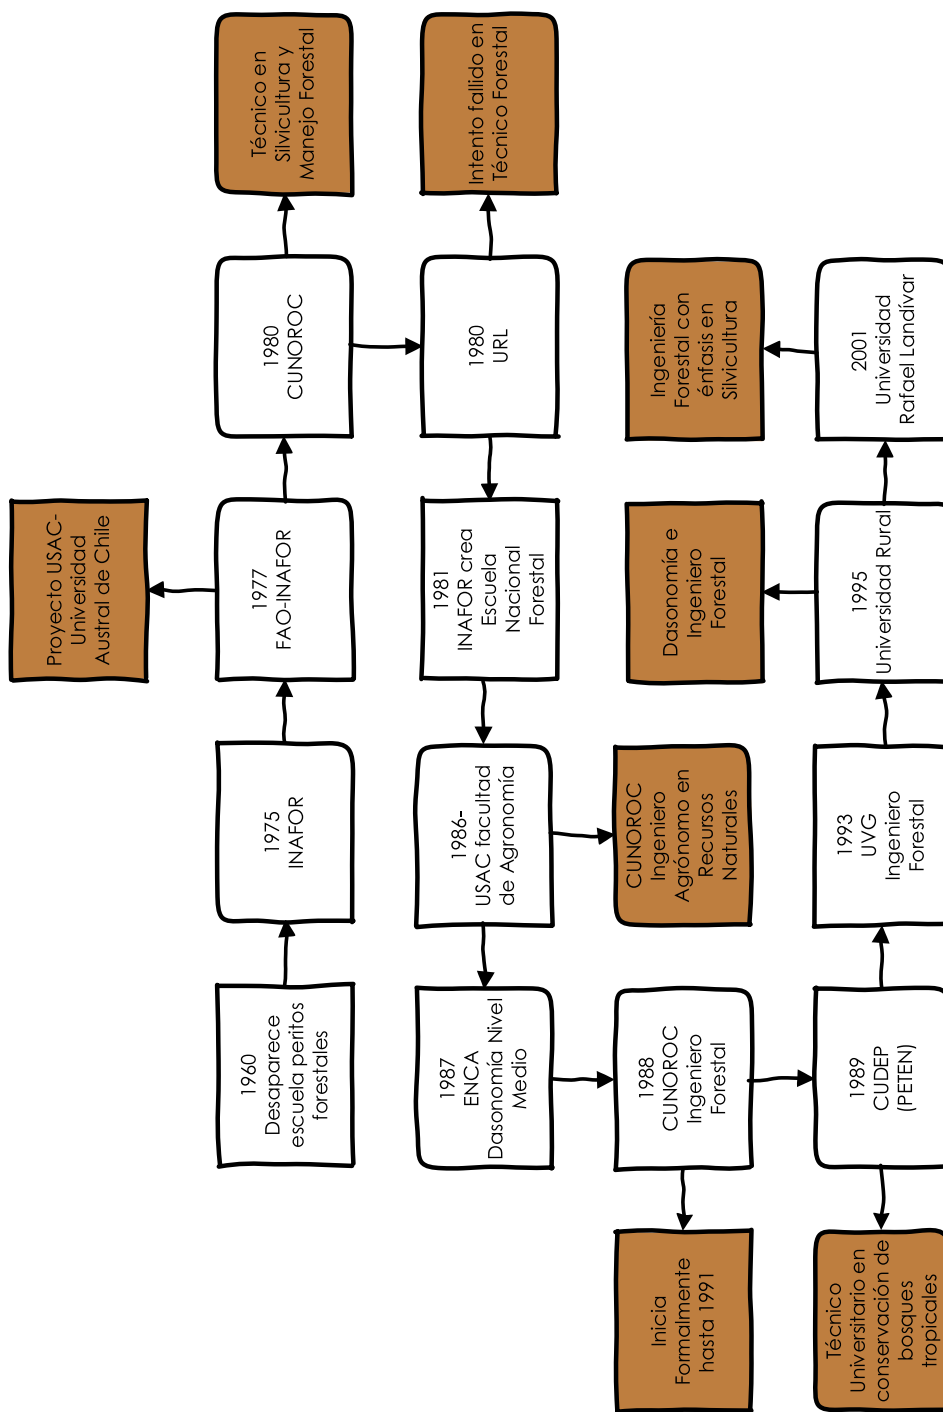 1960
Desaparece
escuela peritos
forestales
1975
INAFOR
1977
FAO-INAFOR
Proyecto USAC-
Universidad
Austral de Chile
1980
CUNOROC
Técnico en
Silvicultura y
Manejo Forestal
1980
URL
Intento fallido en
Técnico Forestal
1981
INAFOR crea
Escuela
Nacional
Forestal
1986-
USAC facultad
de Agronomía
CUNOROC
Ingeniero
Agrónomo en
Recursos
Naturales
1987
ENCA
Dasonomía Nivel
Medio
1988
CUNOROC
Ingeniero
Forestal
Inicia
Formalmente
hasta 1991
1989
CUDEP
(PETEN)
Técnico
Universitario en
conservación de
bosques
tropicales
1993
UVG
Ingeniero
Forestal
1995
Universidad Rural
Dasonomía e
Ingeniero
Forestal
2001
Universidad
Rafael Landívar
Ingeniería
Forestal con
énfasis en
Silvicultura